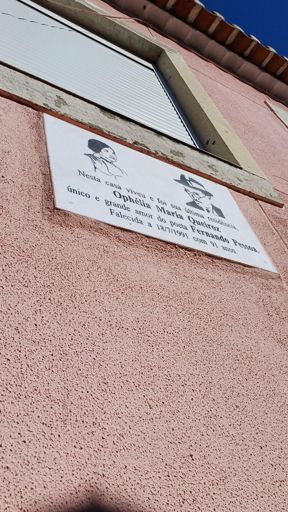 Nesta casa viveu e foi sua última residência,
Ophélia Maria Queiroz
único e grande amor do poeta Fernando Pessoa.
Falecida a 18/7/1991 com 91 anos.